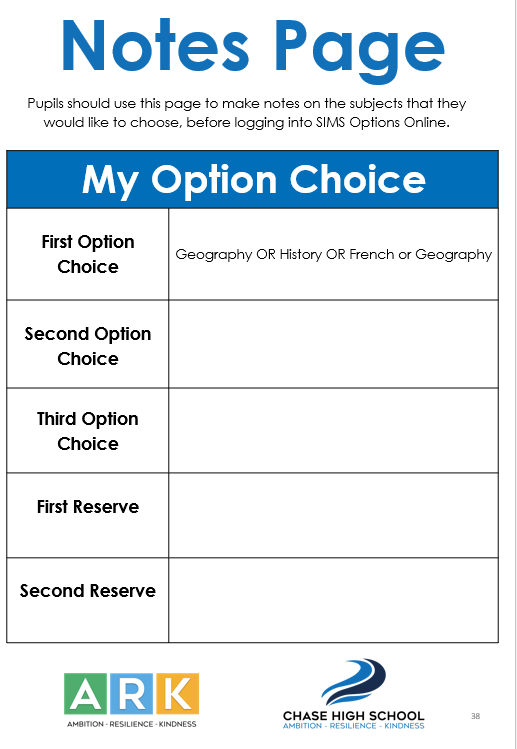 Notes Page
Pupils should use this page to make notes on the subjects that they
would like to choose, before logging into SIMS Options Online.
My Option Choice
First Option
Choice
Geography OR History OR French or Geography
Second Option
Choice
Third Option
Choice
First Reserve
Second Reserve
ARK
AMBITION - RESILIENCE - KINDNESS
CHASE HIGH SCHOOL
AMBITION - RESILIENCE - KINDNESS
38